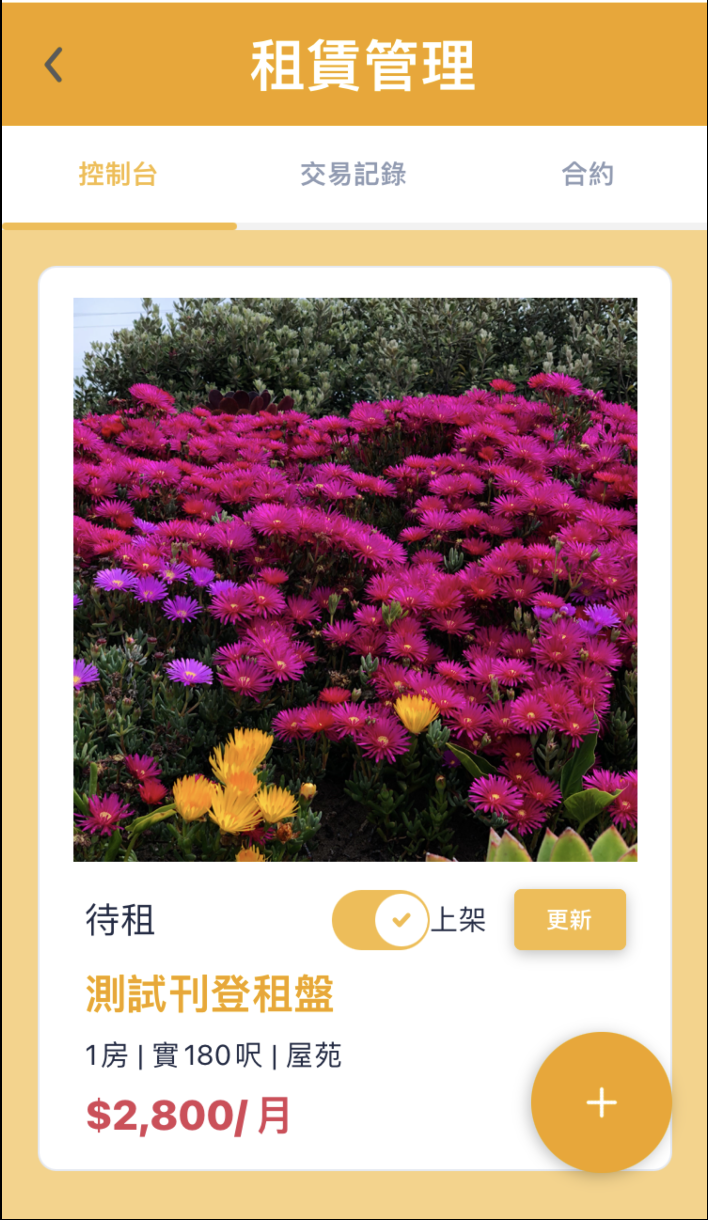 租賃管理
控制台 交易記錄 合約
待租 上架 更新
測試刊登租盤
1房 | 實180呎 | 屋苑
$2,800/ 月